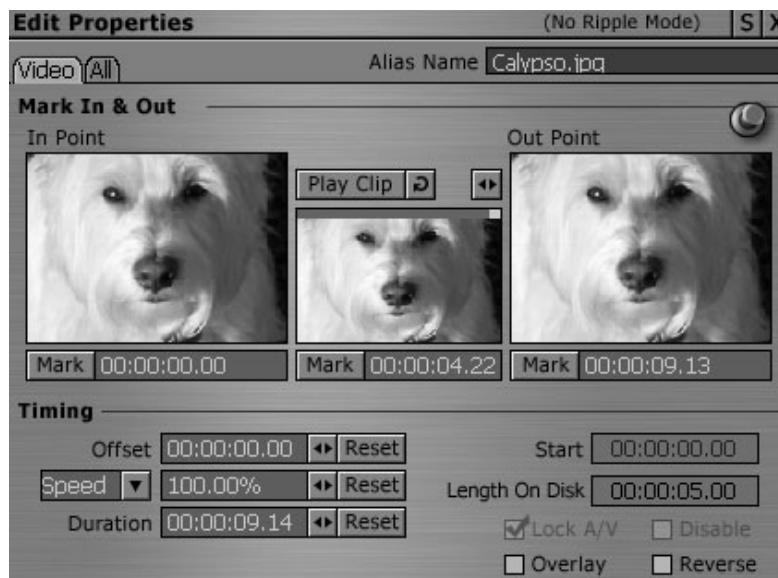 Edit Properties (No Ripple Mode) S X
Video All Alias Name Calypso.jpg
Mark In & Out
In Point Out Point
Play Clip
Mark 00:00:00.00 Mark 00:00:04.22 Mark 00:00:09.13
Timing
Offset 00:00:00.00 Reset Start 00:00:00.00
Speed 100.00% Reset Length On Disk 00:00:05.00
Duration 00:00:09.14 Reset Lock A/V Disable
Overlay Reverse